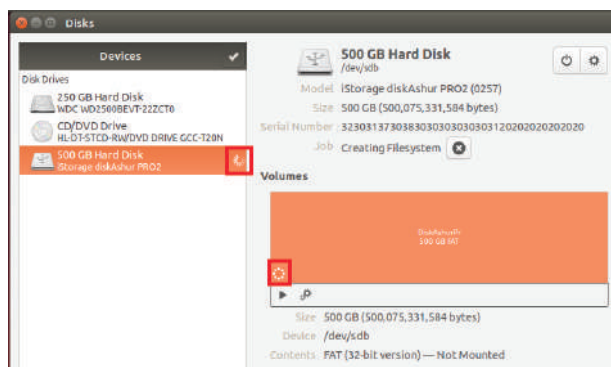 Disks
Devices
Disk Drives
250 GB Hard Disk
WDC WD2500BEVT-22ZCT0
CD/DVD Drive
HL-DT-STCD-RW/DVD DRIVE GCC-T20N
500 GB Hard Disk
iStorage diskAshur PRO2
500 GB Hard Disk
/dev/sdb
Model iStorage diskAshur PRO2 (0257)
Size 500 GB (500,075,331,584 bytes)
Serial Number
Job Creating Filesystem
Volumes
500 GB FAT
Size 500 GB (500,075,331,584 bytes)
Device /dev/sdb
Contents FAT (32-bit version) — Not Mounted